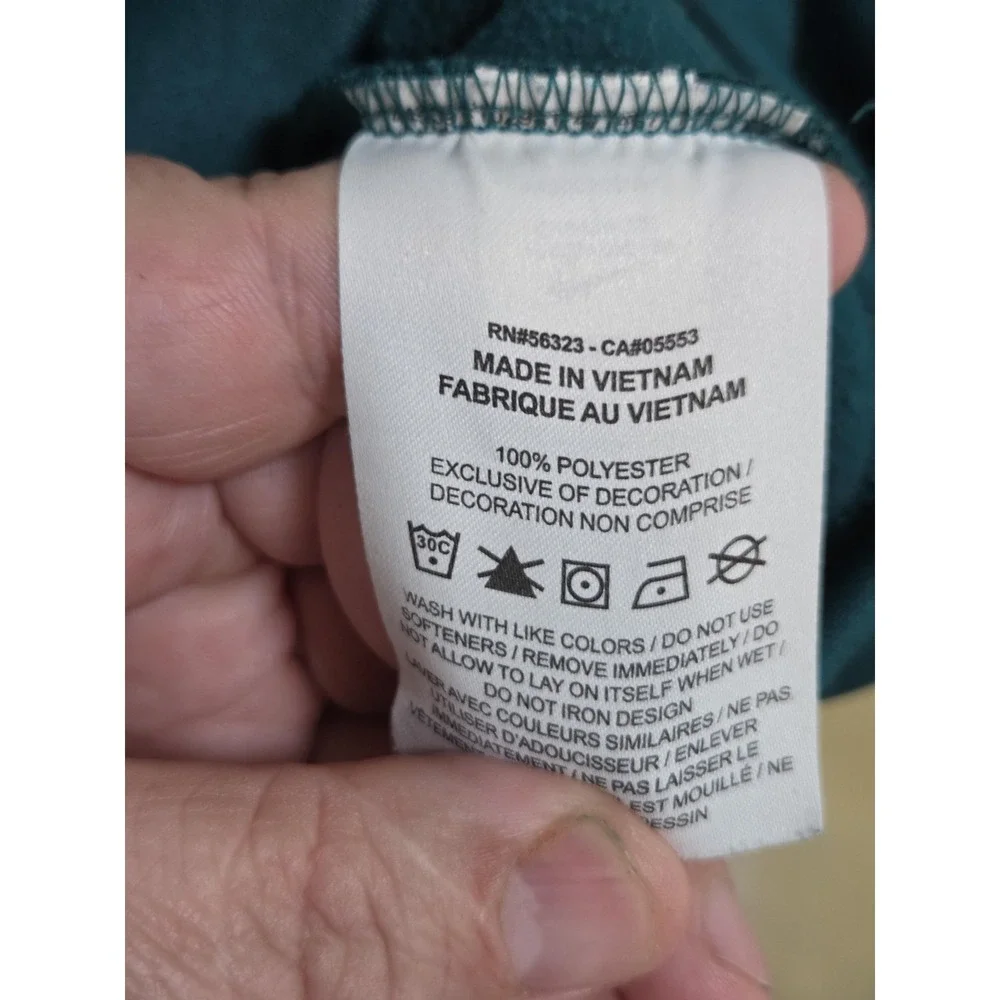 RN#56323 - CA#05553
MADE IN VIETNAM
FABRIQUE AU VIETNAM
100% POLYESTER
EXCLUSIVE OF DECORATION /
DECORATION NON COMPRISE
30C
WASH WITH LIKE COLORS / DO NOT USE
SOFTENERS / REMOVE IMMEDIATELY / DO
NOT ALLOW TO LAY ON ITSELF WHEN WET /
DO NOT IRON DESIGN
LAVER AVEC COULEURS SIMILAIRES / NE PAS
UTILISER D'ADOUCISSEUR / ENLEVER
IMMEDIATEMENT / NE PAS LAISSER LE
EST MOUILLÉ / NE